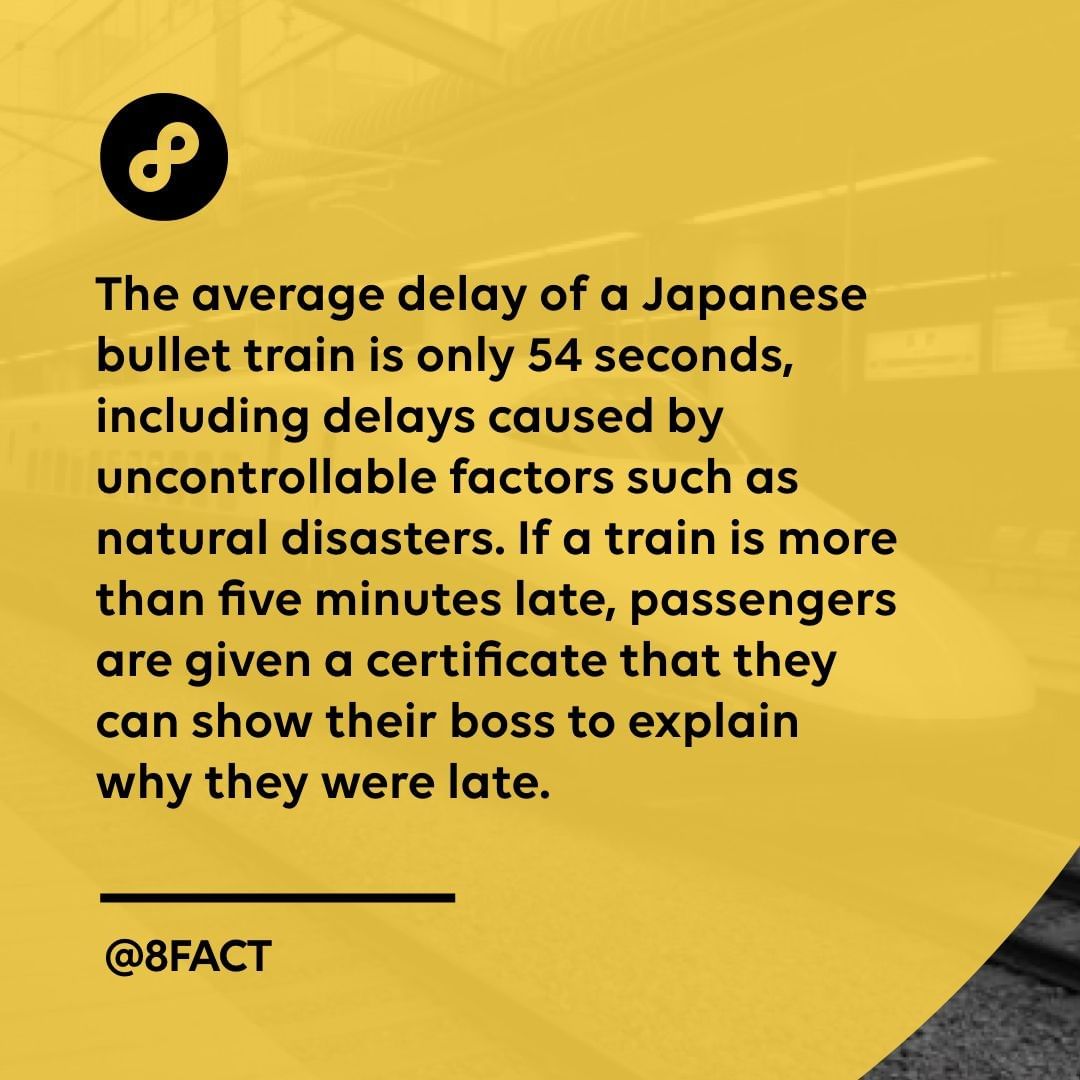 The average delay of a Japanese
bullet train is only 54 seconds,
including delays caused by
uncontrollable factors such as
natural disasters. If a train is more
than five minutes late, passengers
are given a certificate that they
can show their boss to explain
why they were late.
@8FACT